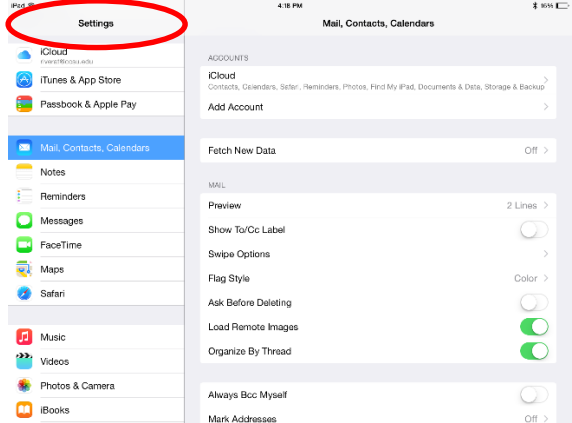 iPad
4:18 PM
16%
Settings
Mail, Contacts, Calendars
iCloud
iTunes & App Store
Passbook & Apple Pay
Mail, Contacts, Calendars
Notes
Reminders
Messages
FaceTime
Maps
Safari
Music
Videos
Photos & Camera
iBooks
ACCOUNTS
iCloud
Contacts, Calendars, Safari, Reminders, Photos, Find My iPad, Documents & Data, Storage & Backup
Add Account
Fetch New Data Off
MAIL
Preview 2 Lines
Show To/Cc Label
Swipe Options
Flag Style Color
Ask Before Deleting
Load Remote Images
Organize By Thread
Always Bcc Myself
Mark Addresses Off